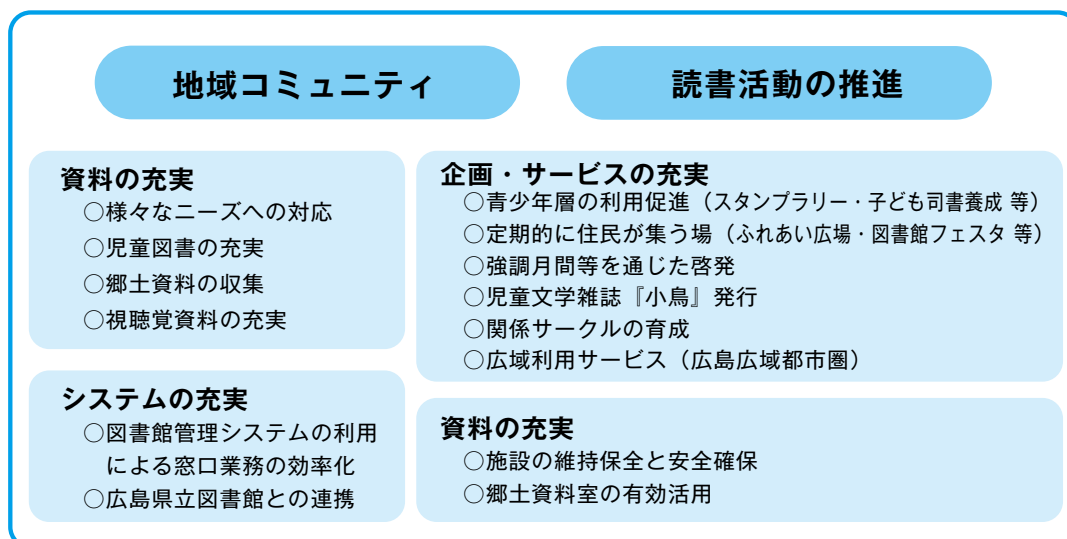 地域コミュニティ
読書活動の推進
資料の充実
○様々なニーズへの対応
○児童図書の充実
○郷土資料の収集
○視聴覚資料の充実
システムの充実
○図書館管理システムの利用
による窓口業務の効率化
○広島県立図書館との連携
企画・サービスの充実
○青少年層の利用促進（スタンプラリー・子ども司書養成 等）
○定期的に住民が集う場（ふれあい広場・図書館フェスタ 等）
○強調月間等を通じた啓発
○児童文学雑誌『小鳥』発行
○関係サークルの育成
○広域利用サービス（広島広域都市圏）
資料の充実
○施設の維持保全と安全確保
○郷土資料室の有効活用